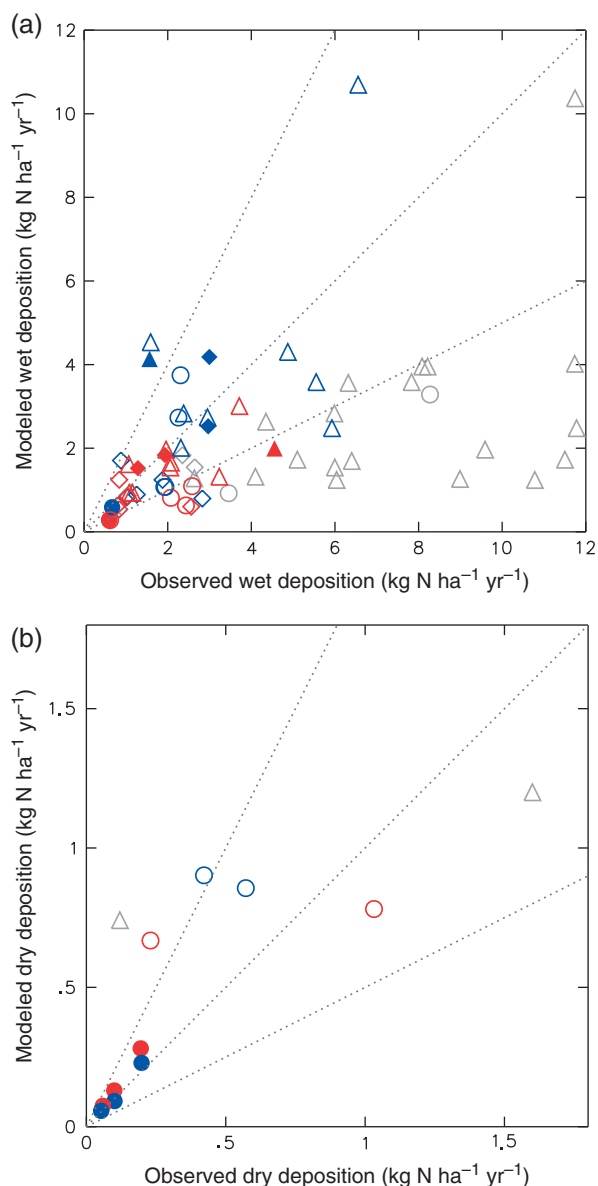 (a)
12
10
8
6
4
2
0
0 2 4 6 8 10 12
Modeled wet deposition (kg N ha⁻¹ yr⁻¹)
Observed wet deposition (kg N ha⁻¹ yr⁻¹)
(b)
1.5
1
.5
0
0 .5 1 1.5
Modeled dry deposition (kg N ha⁻¹ yr⁻¹)
Observed dry deposition (kg N ha⁻¹ yr⁻¹)